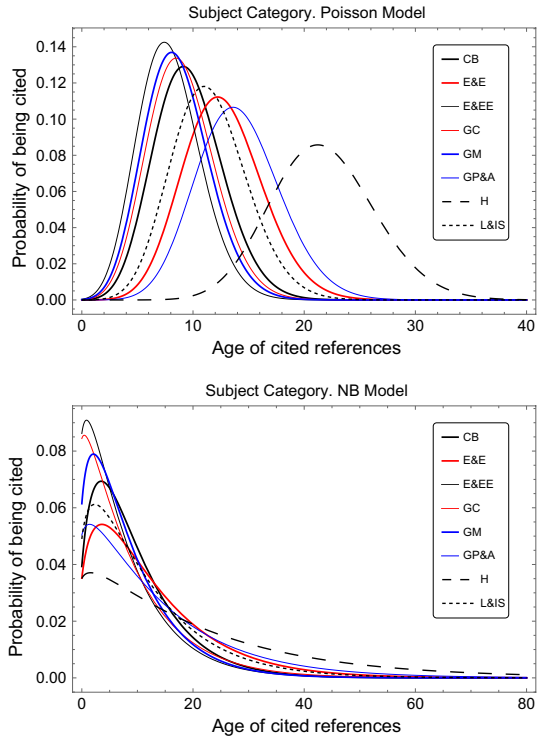 Subject Category. Poisson Model
Probability of being cited
0.14
0.12
0.10
0.08
0.06
0.04
0.02
0.00
CB
E&E
E&EE
GC
GM
GP&A
H
L&IS
0 10 20 30 40
Age of cited references
Subject Category. NB Model
Probability of being cited
0.08
0.06
0.04
0.02
0.00
CB
E&E
E&EE
GC
GM
GP&A
H
L&IS
0 20 40 60 80
Age of cited references